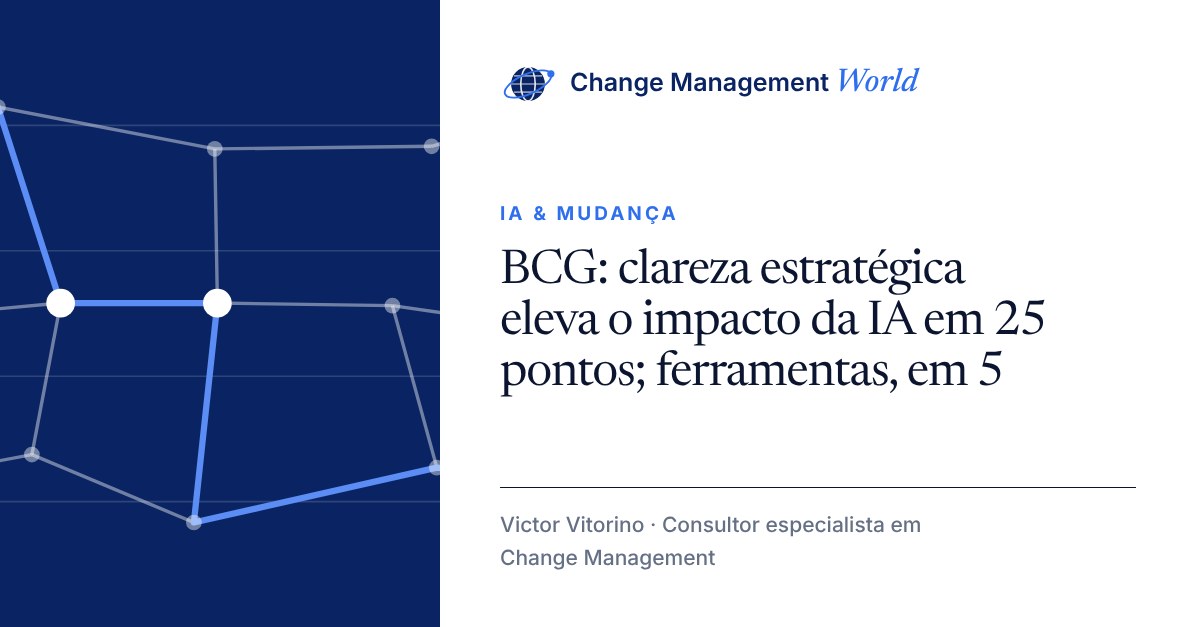 Change Management World
IA & MUDANÇA
BCG: clareza estratégica
eleva o impacto da IA em 25
pontos; ferramentas, em 5
Victor Vitorino · Consultor especialista em
Change Management